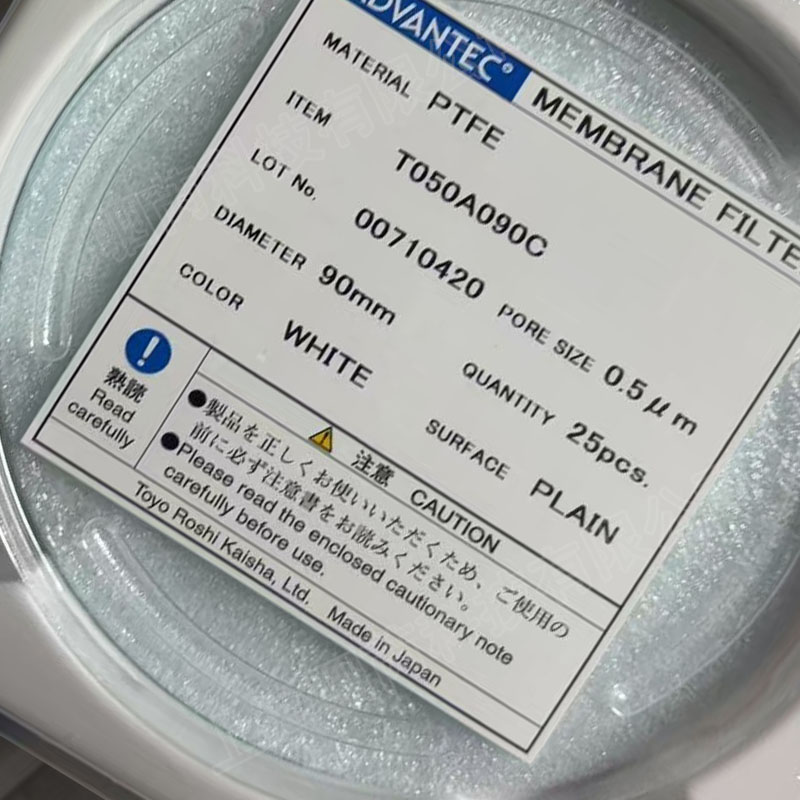 ADVANTEC®
MEMBRANE FILTE
MATERIAL PTFE
ITEM T050A090C
LOT No. 00710420
PORE SIZE 0.5μm
DIAMETER 90mm
QUANTITY 25pcs.
COLOR WHITE
SURFACE PLAIN
熟読
Read
carefully
注意 CAUTION
●製品を正しくお使いいただくため、ご使用の
前に必ず注意書をお読みください。
●Please read the enclosed cautionary note
carefully before use.
Toyo Roshi Kaisha, Ltd. Made in Japan